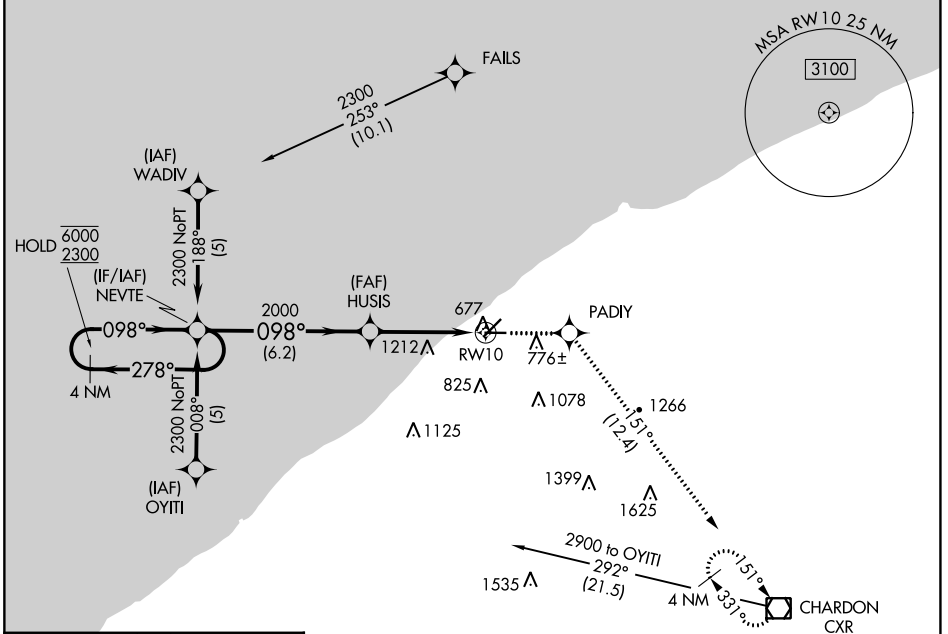 MSA RW10 25 NM
3100
FAILS
2300
253°
(10.1)
(IAF)
WADIV
2300 NoPT
188°
(5)
HOLD
6000
2300
(IF/IAF)
NEVTE
098°
278°
4 NM
2000
098°
(6.2)
(FAF)
HUSIS
1212
677
RW10
776±
PADIY
825
1078
1125
1266
151°
(12.4)
2300 NoPT
008°
(5)
(IAF)
OYITI
1399
1625
2900 to OYITI
292°
(21.5)
1535
4 NM
151°
331°
CHARDON
CXR